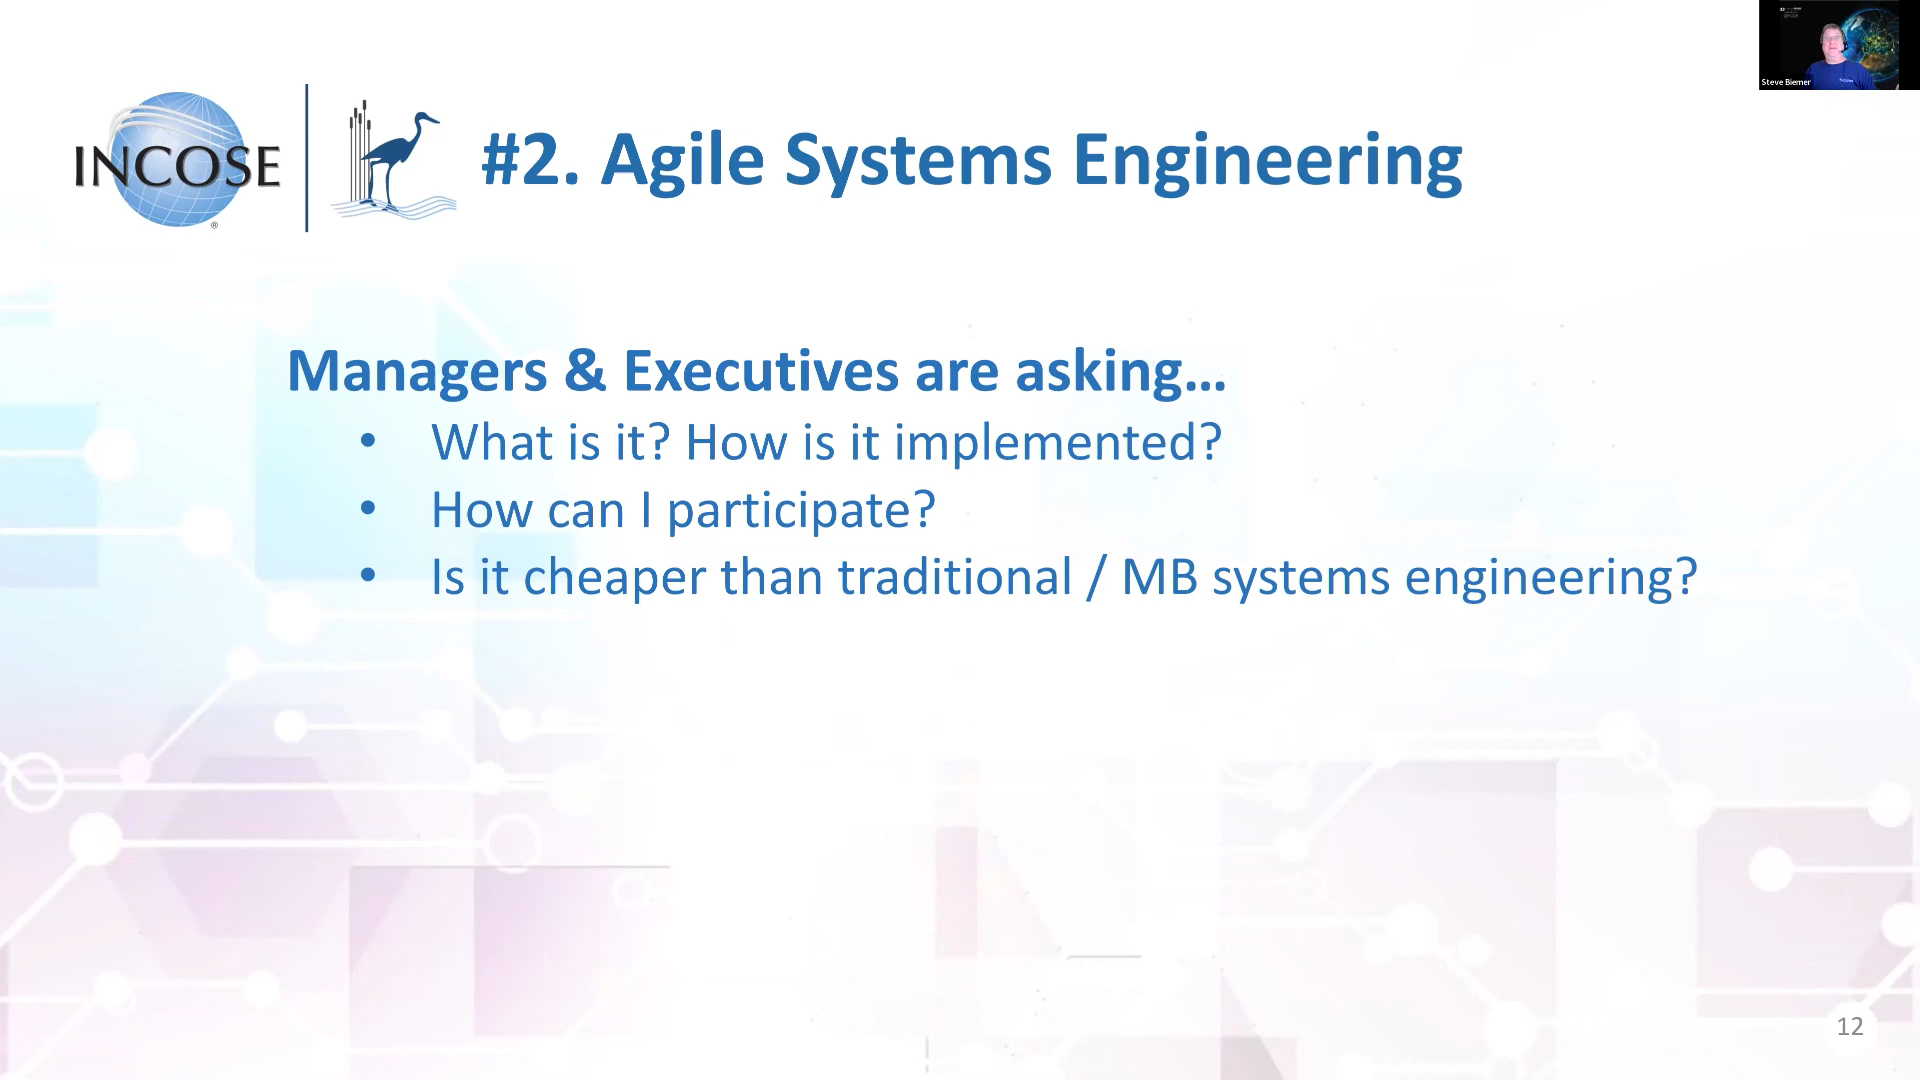 Steve Biemer
INCOSE
®
#2. Agile Systems Engineering
Managers & Executives are asking...
• What is it? How is it implemented?
• How can I participate?
• Is it cheaper than traditional / MB systems engineering?
12